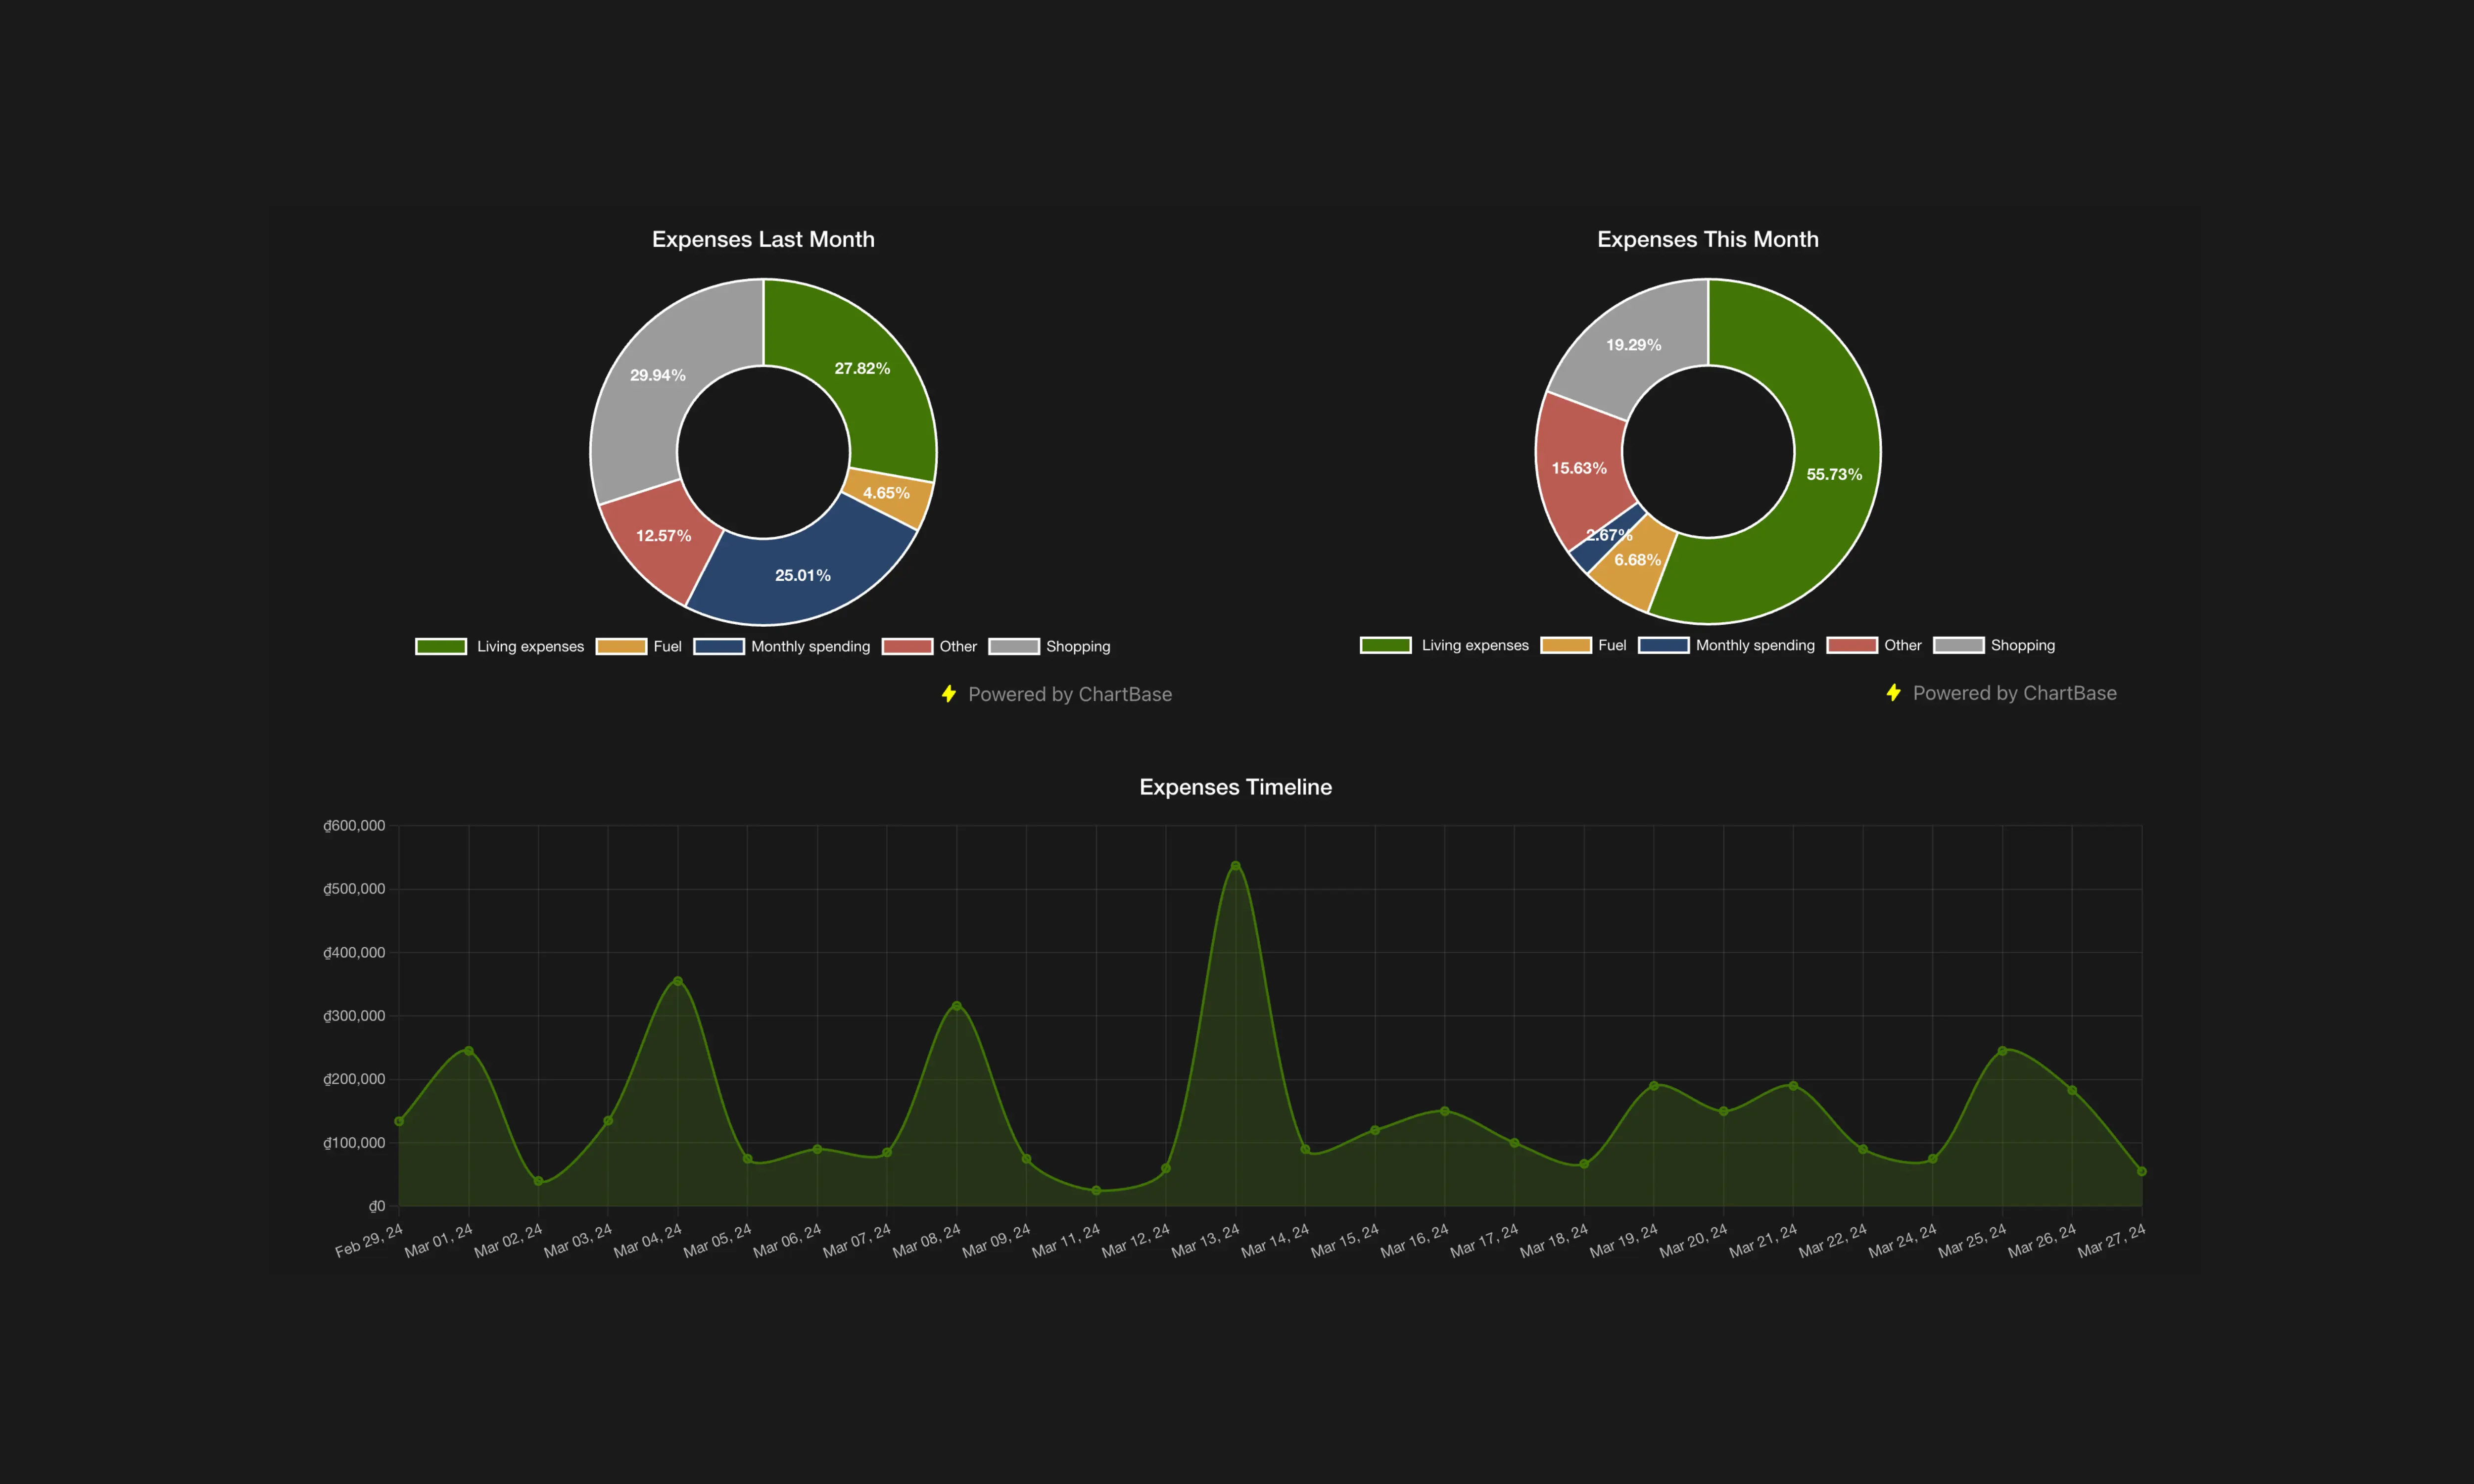 Expenses Last Month
29.94%
27.82%
4.65%
12.57%
25.01%
Living expenses Fuel Monthly spending Other Shopping
Powered by ChartBase
Expenses This Month
19.29%
15.63%
55.73%
2.67%
6.68%
Living expenses Fuel Monthly spending Other Shopping
Powered by ChartBase
Expenses Timeline
₫600,000
₫500,000
₫400,000
₫300,000
₫200,000
₫100,000
₫0
Feb 29, 24
Mar 01, 24
Mar 02, 24
Mar 03, 24
Mar 04, 24
Mar 05, 24
Mar 06, 24
Mar 07, 24
Mar 08, 24
Mar 09, 24
Mar 11, 24
Mar 12, 24
Mar 13, 24
Mar 14, 24
Mar 15, 24
Mar 16, 24
Mar 17, 24
Mar 18, 24
Mar 19, 24
Mar 20, 24
Mar 21, 24
Mar 22, 24
Mar 24, 24
Mar 25, 24
Mar 26, 24
Mar 27, 24